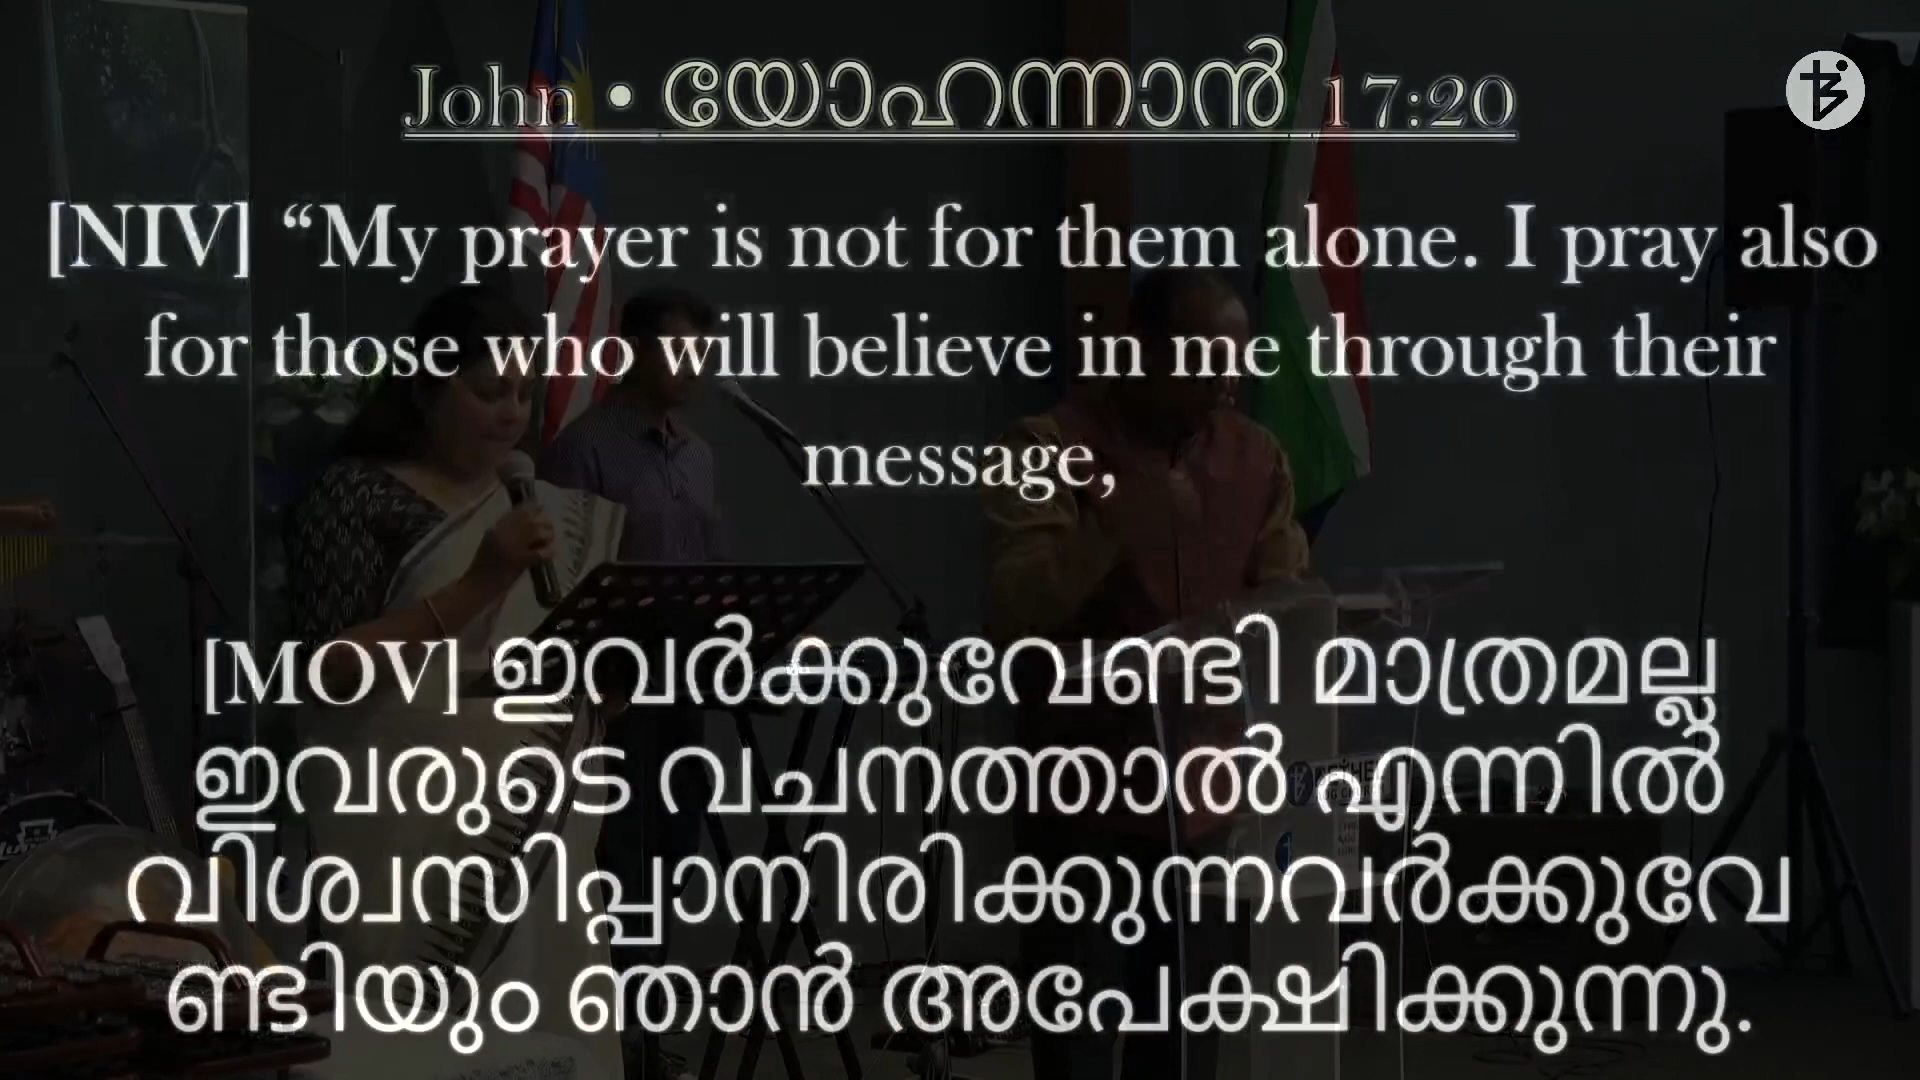 John • യോഹന്നാൻ 17:20
[NIV] “My prayer is not for them alone. I pray also
for those who will believe in me through their
message,
[MOV] ഇവർക്കുവേണ്ടി മാത്രമല്ല
ഇവരുടെ വചനത്താൽ എന്നിൽ
വിശ്വസിപ്പാനിരിക്കുന്നവർക്കുവേ
ണ്ടിയും ഞാൻ അപേക്ഷിക്കുന്നു.